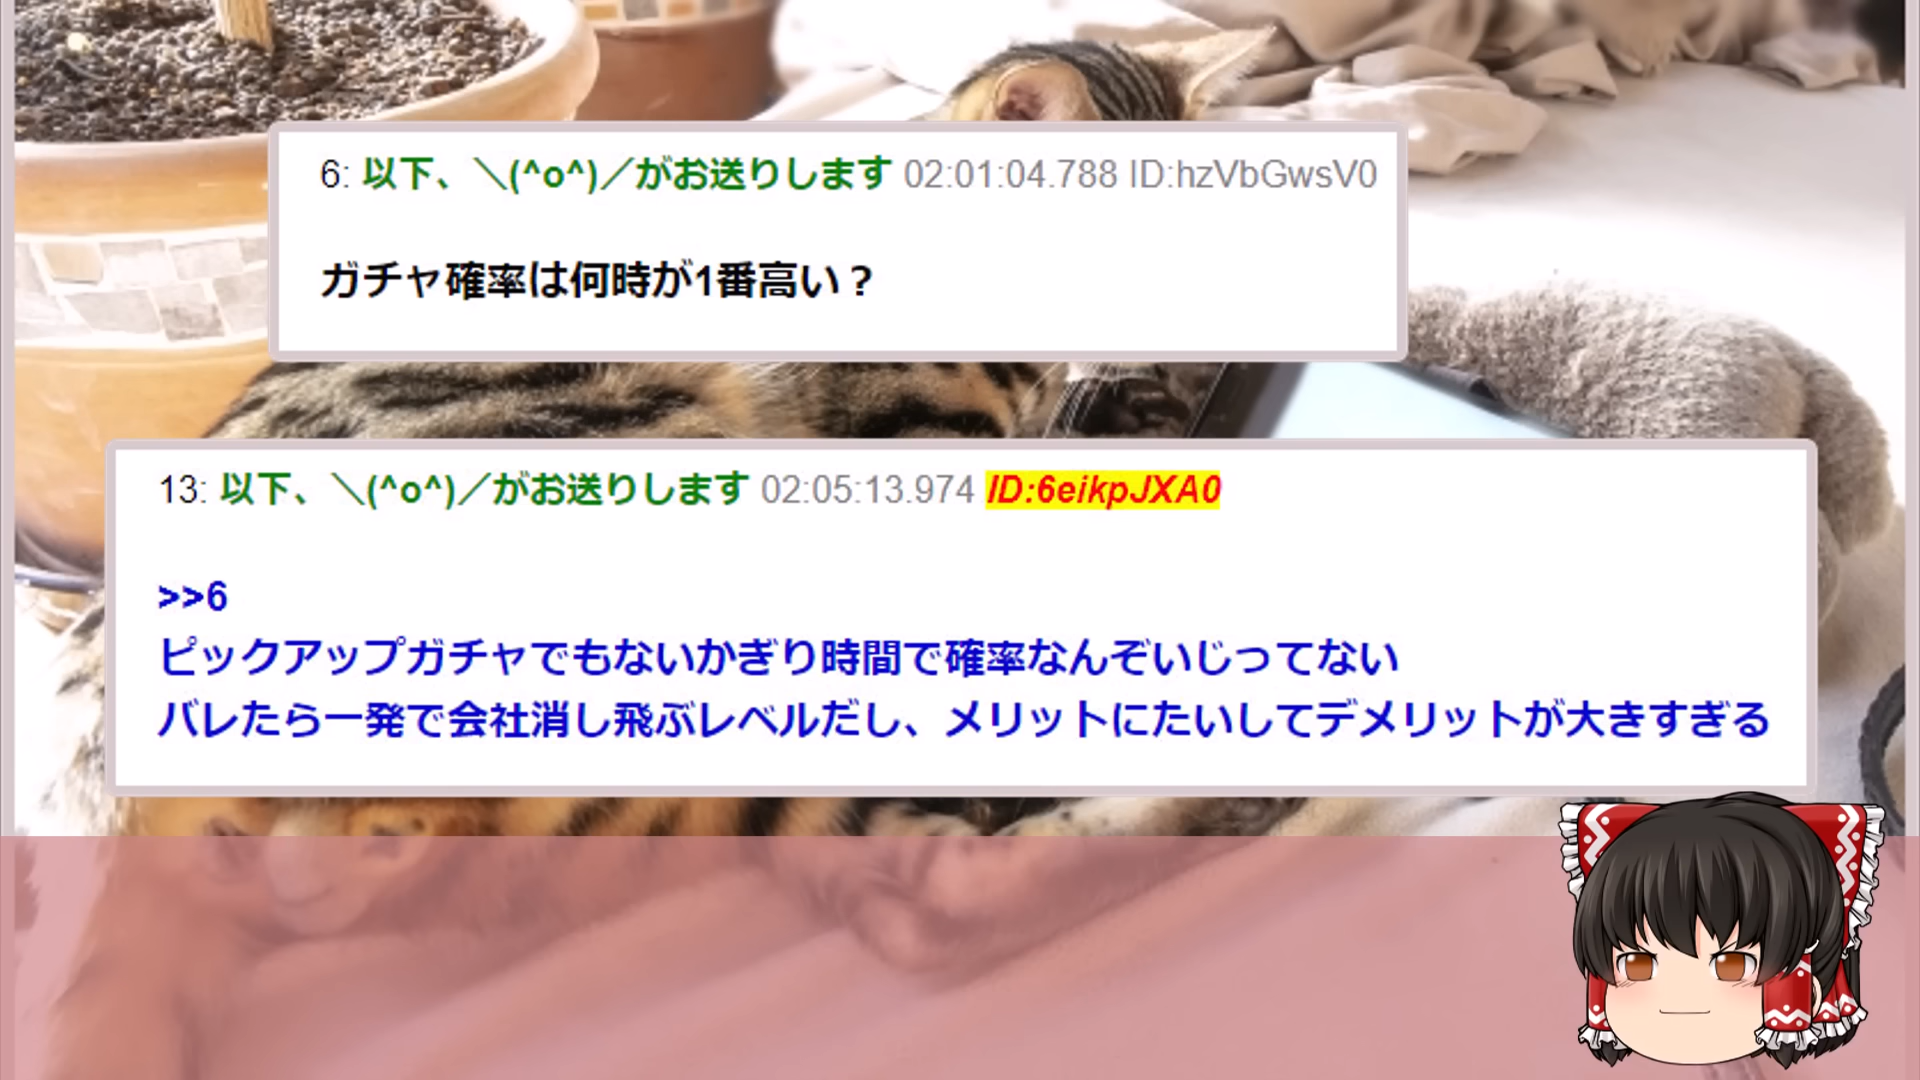 6: 以下、＼(^o^)／がお送りします 02:01:04.788 ID:hzVbGwsV0
ガチャ確率は何時が1番高い？
13: 以下、＼(^o^)／がお送りします 02:05:13.974 ID:6eikpJXA0
>>6
ピックアップガチャでもないかぎり時間で確率なんぞいじってない
バレたら一発で会社消し飛ぶレベルだし、メリットにたいしてデメリットが大きすぎる